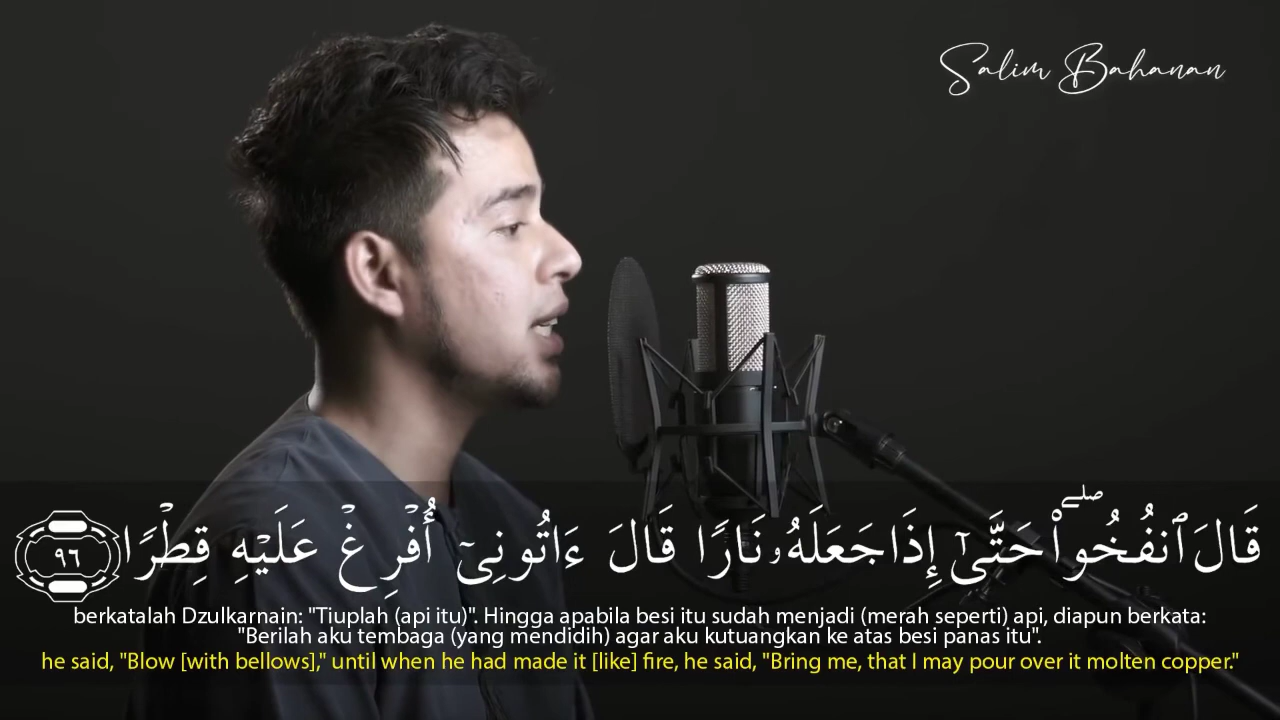 Salim Bahanan
قَالَ ٱنفُخُوا۟ ۖ حَتَّىٰٓ إِذَا جَعَلَهُۥ نَارًا قَالَ ءَاتُونِىٓ أُفْرِغْ عَلَيْهِ قِطْرًا ٩٦
berkatalah Dzulkarnain: "Tiuplah (api itu)". Hingga apabila besi itu sudah menjadi (merah seperti) api, diapun berkata:
"Berilah aku tembaga (yang mendidih) agar aku kutuangkan ke atas besi panas itu".
he said, "Blow [with bellows]," until when he had made it [like] fire, he said, "Bring me, that I may pour over it molten copper."